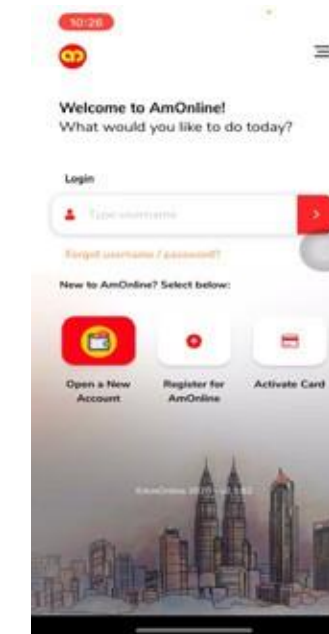 10:26
Welcome to AmOnline!
What would you like to do today?
Login
Type username
Forgot username / password?
New to AmOnline? Select below:
Open a New Account
Register for AmOnline
Activate Card